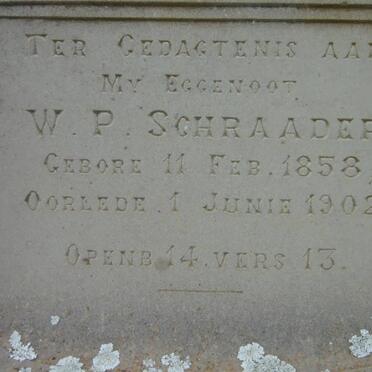 TER GEDAGTENIS AAN
MY EGGENOOT
W. P. SCHRAADER
GEBORE 11 FEB. 1858,
OORLEDE 1 JUNIE 1902
OPENB 14. VERS 13.